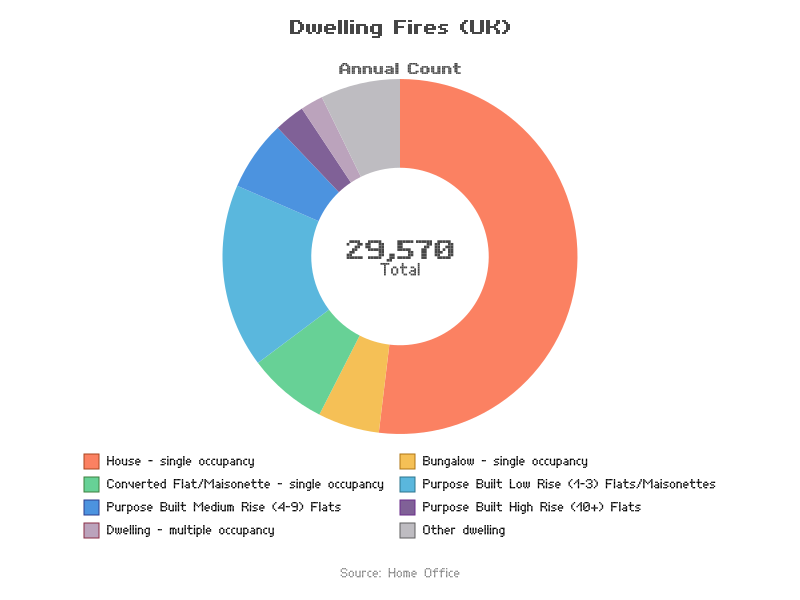 Dwelling Fires (UK)
Annual Count
29,570
Total
House - single occupancy
Bungalow - single occupancy
Converted Flat/Maisonette - single occupancy
Purpose Built Low Rise (1-3) Flats/Maisonettes
Purpose Built Medium Rise (4-9) Flats
Purpose Built High Rise (10+) Flats
Dwelling - multiple occupancy
Other dwelling
Source: Home Office